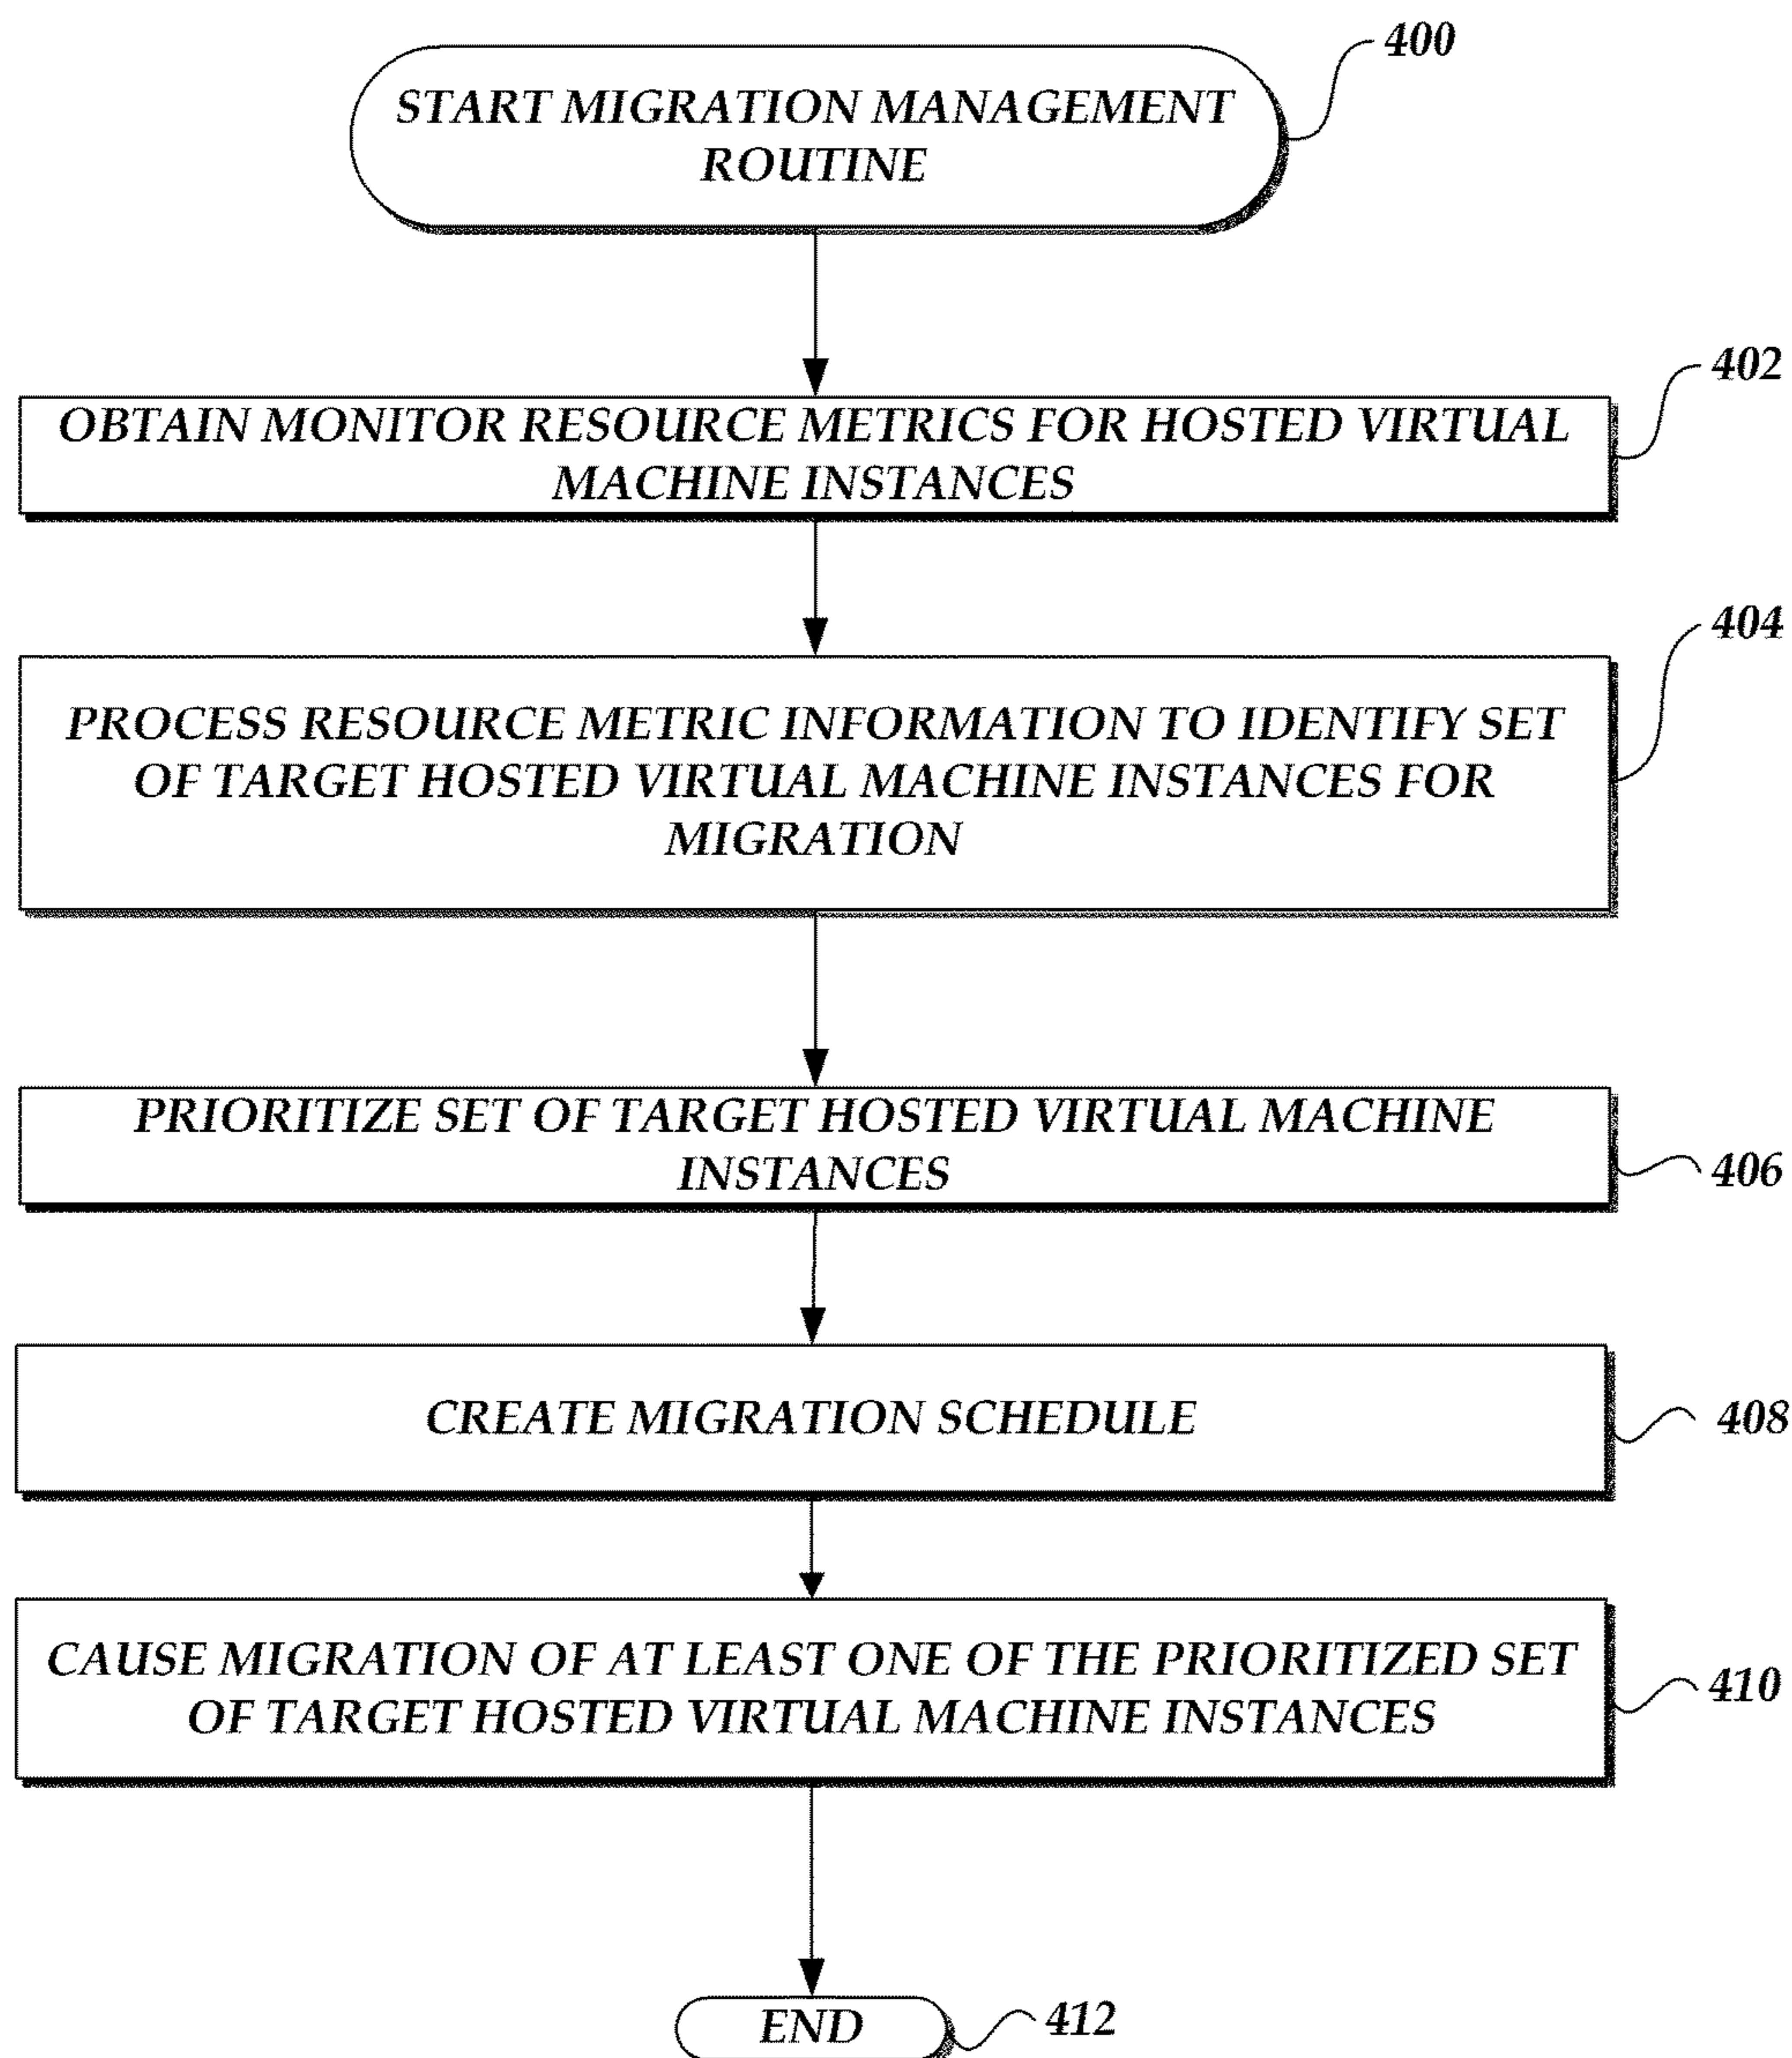 400
START MIGRATION MANAGEMENT
ROUTINE
402
OBTAIN MONITOR RESOURCE METRICS FOR HOSTED VIRTUAL
MACHINE INSTANCES
404
PROCESS RESOURCE METRIC INFORMATION TO IDENTIFY SET
OF TARGET HOSTED VIRTUAL MACHINE INSTANCES FOR
MIGRATION
PRIORITIZE SET OF TARGET HOSTED VIRTUAL MACHINE
INSTANCES
406
CREATE MIGRATION SCHEDULE
408
CAUSE MIGRATION OF AT LEAST ONE OF THE PRIORITIZED SET
OF TARGET HOSTED VIRTUAL MACHINE INSTANCES
410
END
412